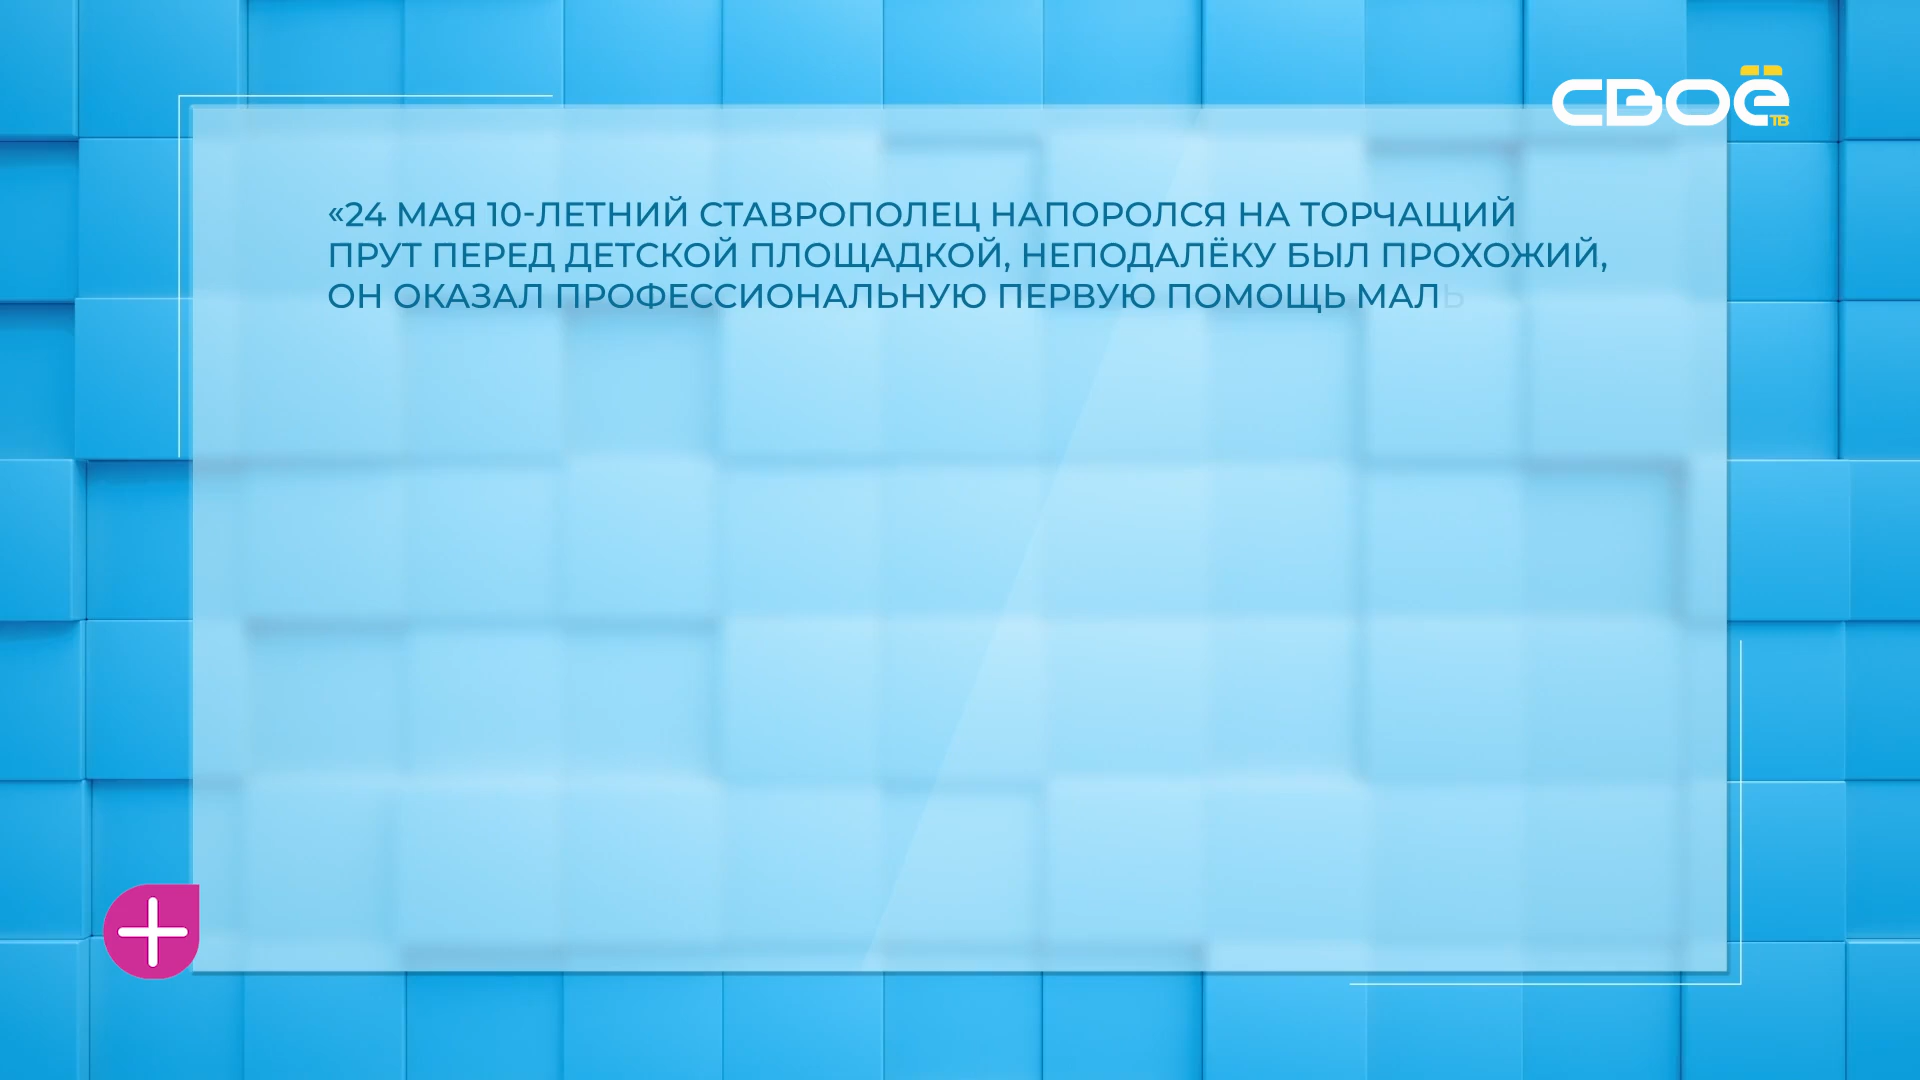 СВОЁ
ТВ
«24 МАЯ 10-ЛЕТНИЙ СТАВРОПОЛЕЦ НАПОРОЛСЯ НА ТОРЧАЩИЙ
ПРУТ ПЕРЕД ДЕТСКОЙ ПЛОЩАДКОЙ, НЕПОДАЛЁКУ БЫЛ ПРОХОЖИЙ,
ОН ОКАЗАЛ ПРОФЕССИОНАЛЬНУЮ ПЕРВУЮ ПОМОЩЬ МАЛЬ